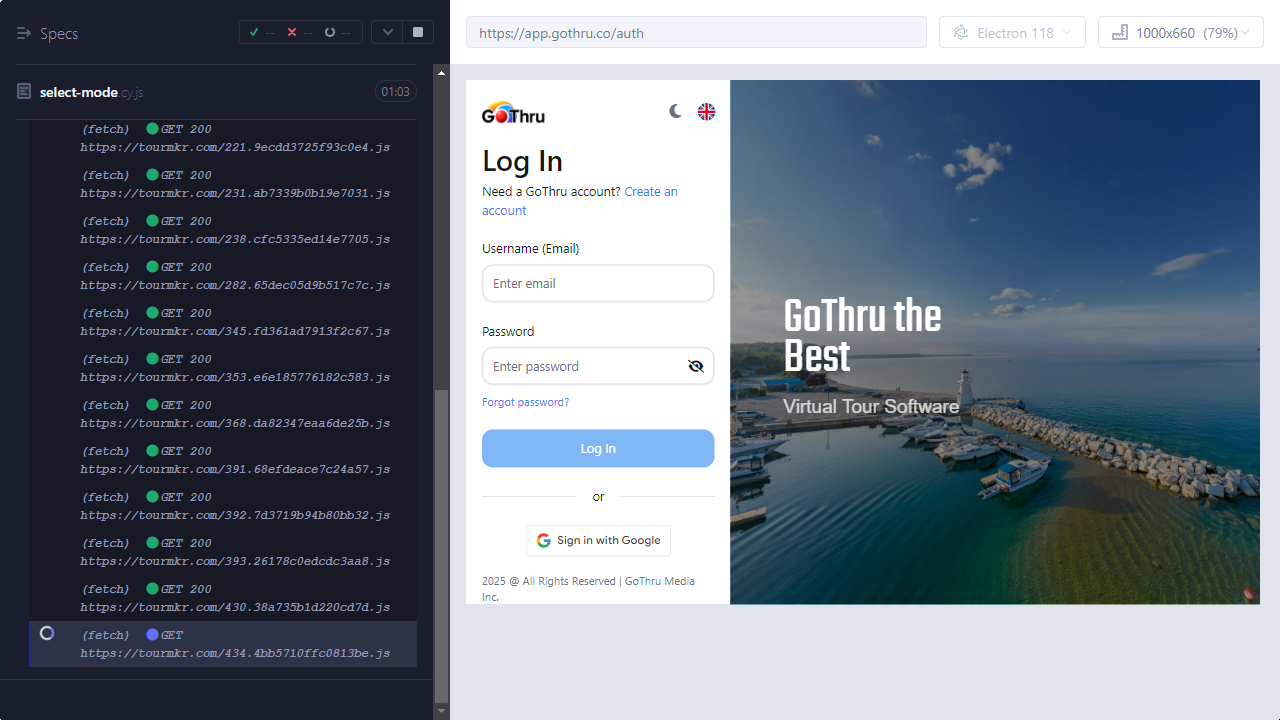 Specs
--
--
--
select-mode.cy.js
01:03
(fetch) GET 200
https://tourmkr.com/221.9ecdd3725f93c0e4.js
(fetch) GET 200
https://tourmkr.com/231.ab7339b0b19e7031.js
(fetch) GET 200
https://tourmkr.com/238.cfc5335ed14e7705.js
(fetch) GET 200
https://tourmkr.com/282.65dec05d9b517c7c.js
(fetch) GET 200
https://tourmkr.com/345.fd361ad7913f2c67.js
(fetch) GET 200
https://tourmkr.com/353.e6e185776182c583.js
(fetch) GET 200
https://tourmkr.com/368.da82347eaa6de25b.js
(fetch) GET 200
https://tourmkr.com/391.68efdeace7c24a57.js
(fetch) GET 200
https://tourmkr.com/392.7d3719b94b80bb32.js
(fetch) GET 200
https://tourmkr.com/393.26178c0edcdc3aa8.js
(fetch) GET 200
https://tourmkr.com/430.38a735b1d220cd7d.js
(fetch) GET
https://tourmkr.com/434.4bb5710ffc0813be.js
https://app.gothru.co/auth
Electron 118
1000x660 (79%)
GoThru
Log In
Need a GoThru account? Create an
account
Username (Email)
Enter email
Password
Enter password
Forgot password?
Log In
or
Sign in with Google
2025 @ All Rights Reserved | GoThru Media
Inc.
GoThru the
Best
Virtual Tour Software